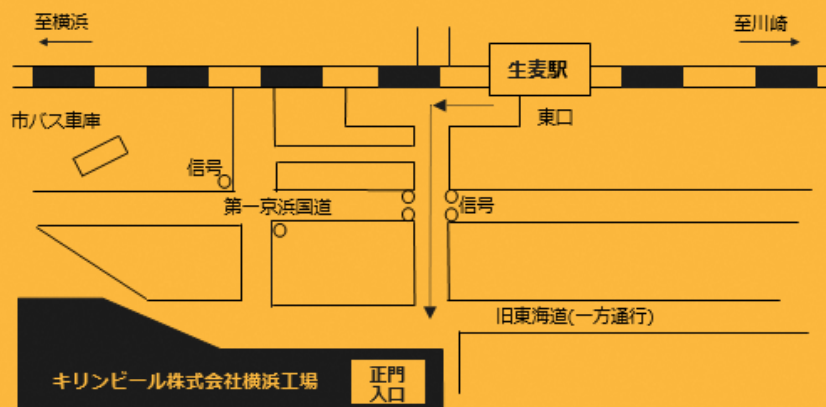 至横浜
至川崎
生麦駅
市バス車庫
東口
信号
第一京浜国道
信号
旧東海道(一方通行)
キリンビール株式会社横浜工場
正門
入口